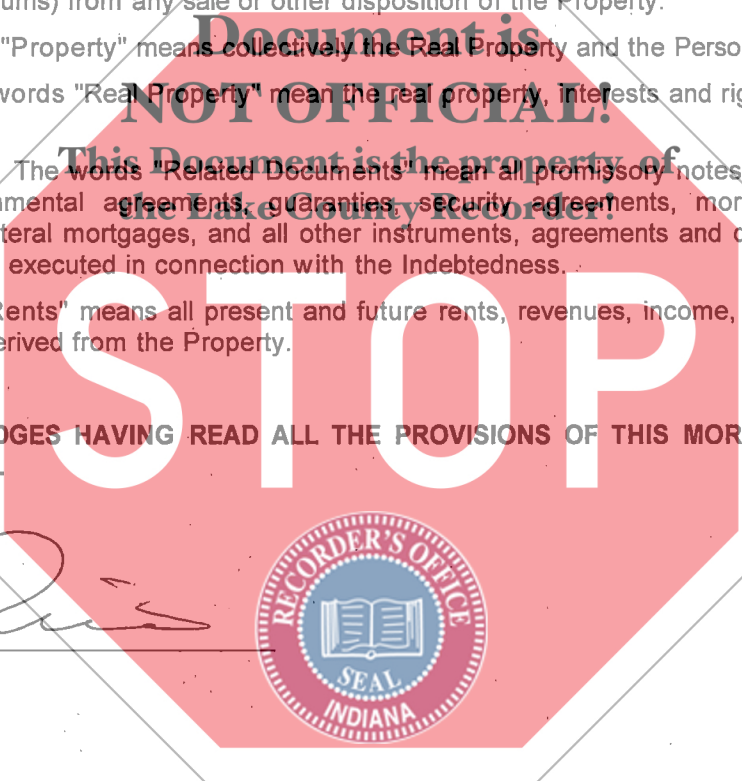 ums) from any sale or other disposition of the Property.
Document is
"Property" means collectively the Real Property and the Perso
NOT OFFICIAL!
words "Real Property" mean the real property, interests and rig
This Document is the property of
The words "Related Documents" mean all promissory notes,
the Lake County Recorder!
nmental agreements, guaranties, security agreements, mor
teral mortgages, and all other instruments, agreements and d
executed in connection with the Indebtedness.
Rents" means all present and future rents, revenues, income,
erived from the Property.
STOP
DGES HAVING READ ALL THE PROVISIONS OF THIS MOR
RECORDER'S OFFICE
SEAL
INDIANA